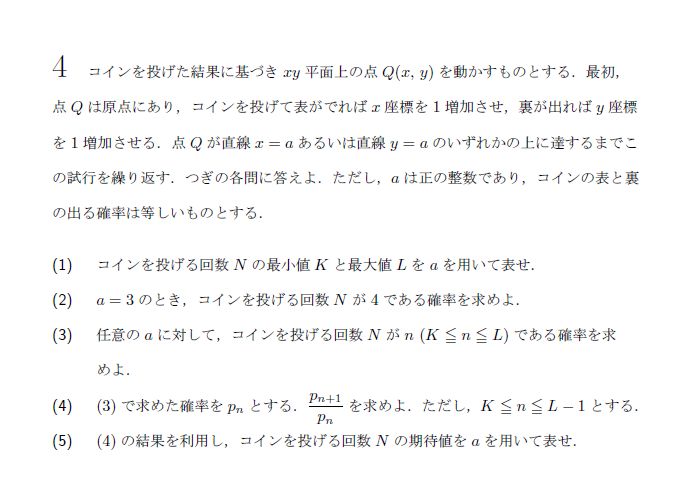 4 コインを投げた結果に基づき xy 平面上の点 Q(x, y) を動かすものとする．最初，
点 Q は原点にあり，コインを投げて表がでれば x 座標を 1 増加させ，裏が出れば y 座標
を 1 増加させる．点 Q が直線 x = a あるいは直線 y = a のいずれかの上に達するまでこ
の試行を繰り返す．つぎの各問に答えよ．ただし，a は正の整数であり，コインの表と裏
の出る確率は等しいものとする．
(1) コインを投げる回数 N の最小値 K と最大値 L を a を用いて表せ．
(2) a = 3 のとき，コインを投げる回数 N が 4 である確率を求めよ．
(3) 任意の a に対して，コインを投げる回数 N が n (K ≦ n ≦ L) である確率を求
めよ．
(4) (3) で求めた確率を pₙ とする．pₙ₊₁/pₙ を求めよ．ただし，K ≦ n ≦ L − 1 とする．
(5) (4) の結果を利用し，コインを投げる回数 N の期待値を a を用いて表せ．